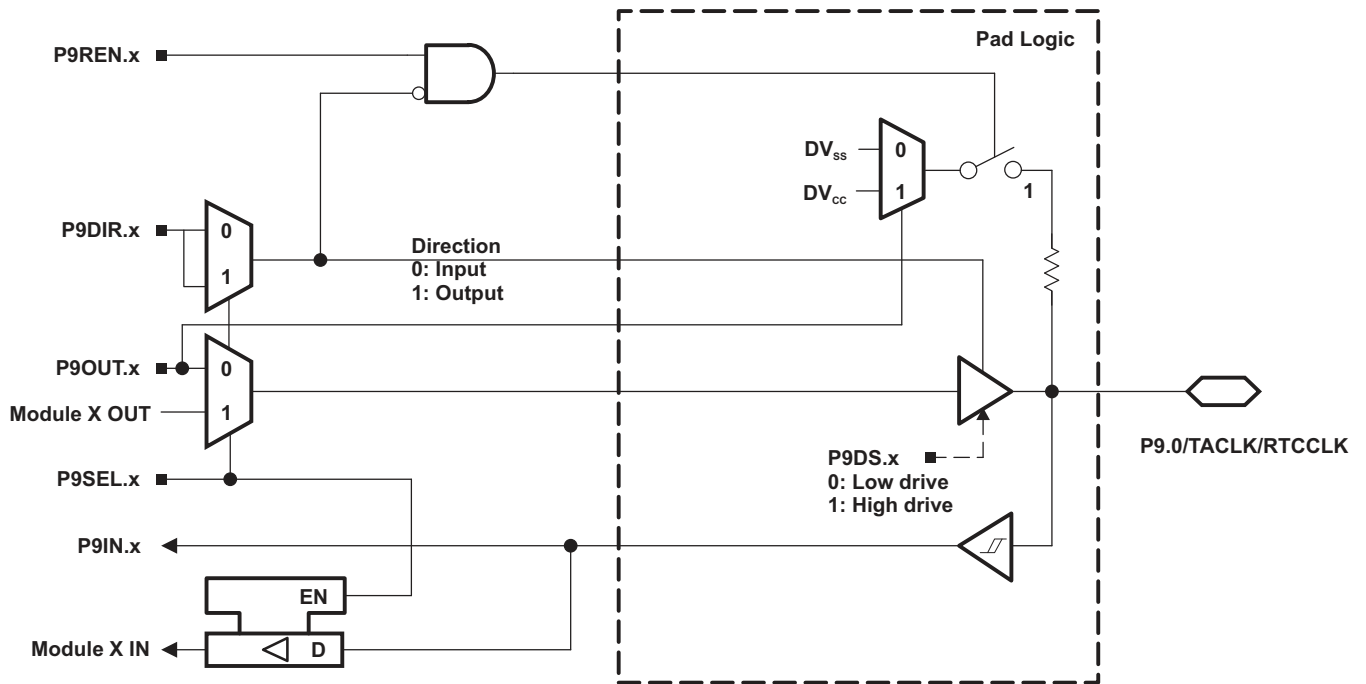 Pad Logic
P9REN.x
DVSS
0
DVCC
1
1
P9DIR.x
0
1
Direction
0: Input
1: Output
P9OUT.x
0
Module X OUT
1
P9DS.x
0: Low drive
1: High drive
P9.0/TACLK/RTCCLK
P9SEL.x
P9IN.x
EN
Module X IN
D